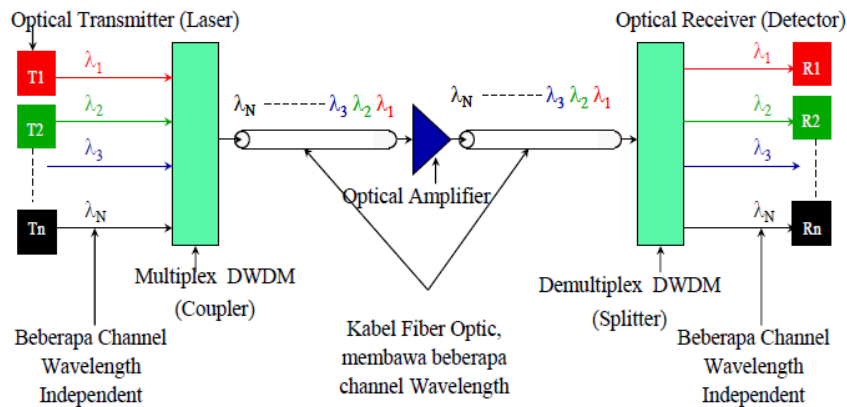 Optical Transmitter (Laser)
Optical Receiver (Detector)
T1
λ1
T2
λ2
λ3
Tn
λN
λN ---------- λ3 λ2 λ1
λN ---------- λ3 λ2 λ1
λ1
R1
λ2
R2
λ3
λN
Rn
Optical Amplifier
Multiplex DWDM
(Coupler)
Demultiplex DWDM
(Splitter)
Beberapa Channel
Wavelength
Independent
Kabel Fiber Optic,
membawa beberapa
channel Wavelength
Beberapa Channel
Wavelength
Independent